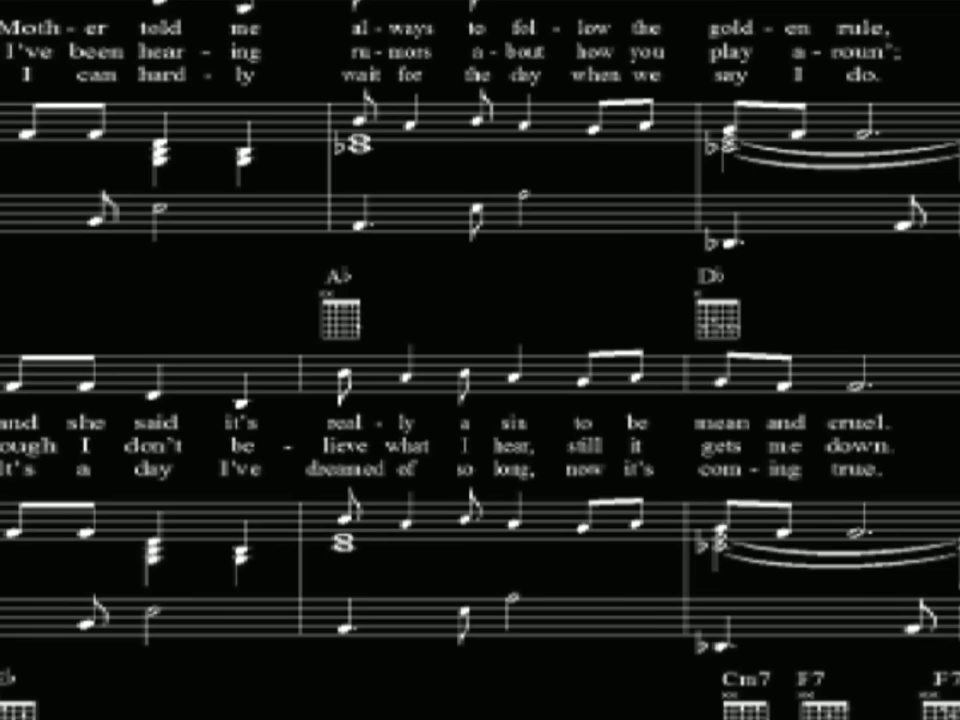 Moth - er told me al - ways to fol - low the gold - en rule,
I've been hear - ing ru - mors a - bout how you play a - roun';
I can hard - ly wait for the day when we say I do.
A♭ D♭
and she said it's real - ly a sin to be mean and cruel.
ough I don't be - lieve what I hear, still it gets me down.
It's a day I've dreamed of so long, now it's com - ing true.
Cm7 F7 F7